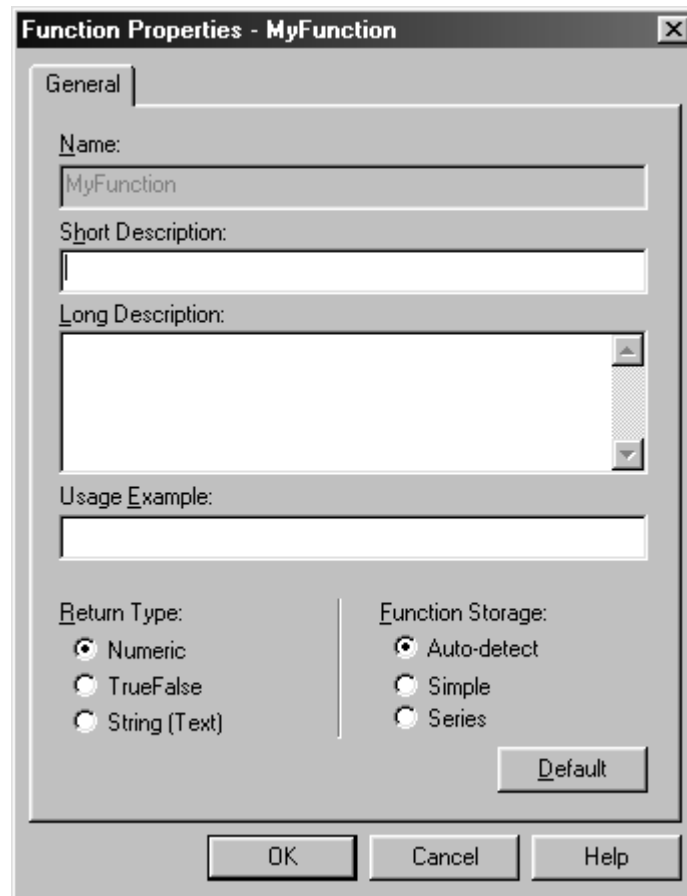 Function Properties - MyFunction
General
Name:
MyFunction
Short Description:
Long Description:
Usage Example:
Return Type:
Numeric
TrueFalse
String (Text)
Function Storage:
Auto-detect
Simple
Series
Default
OK
Cancel
Help